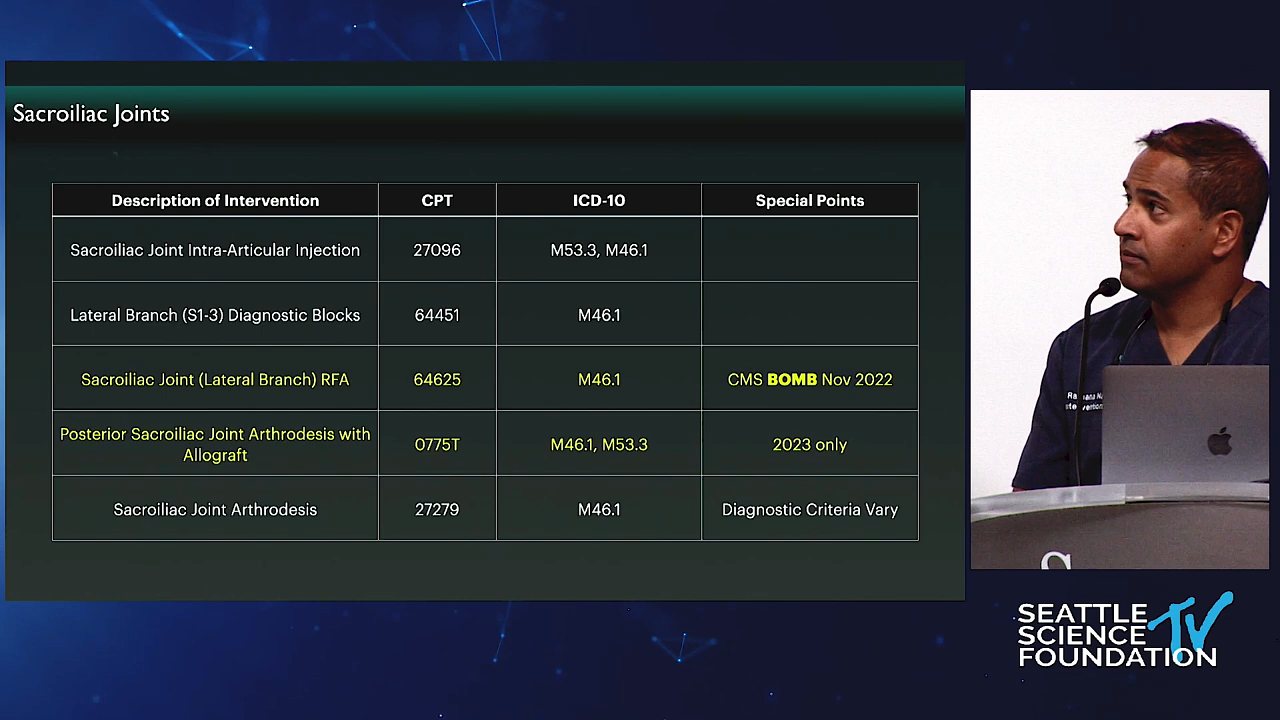 Sacroiliac Joints
Description of Intervention CPT ICD-10 Special Points
Sacroiliac Joint Intra-Articular Injection 27096 M53.3, M46.1
Lateral Branch (S1-3) Diagnostic Blocks 64451 M46.1
Sacroiliac Joint (Lateral Branch) RFA 64625 M46.1 CMS BOMB Nov 2022
Posterior Sacroiliac Joint Arthrodesis with
Allograft 0775T M46.1, M53.3 2023 only
Sacroiliac Joint Arthrodesis 27279 M46.1 Diagnostic Criteria Vary
S
SEATTLE
SCIENCE TV
FOUNDATION